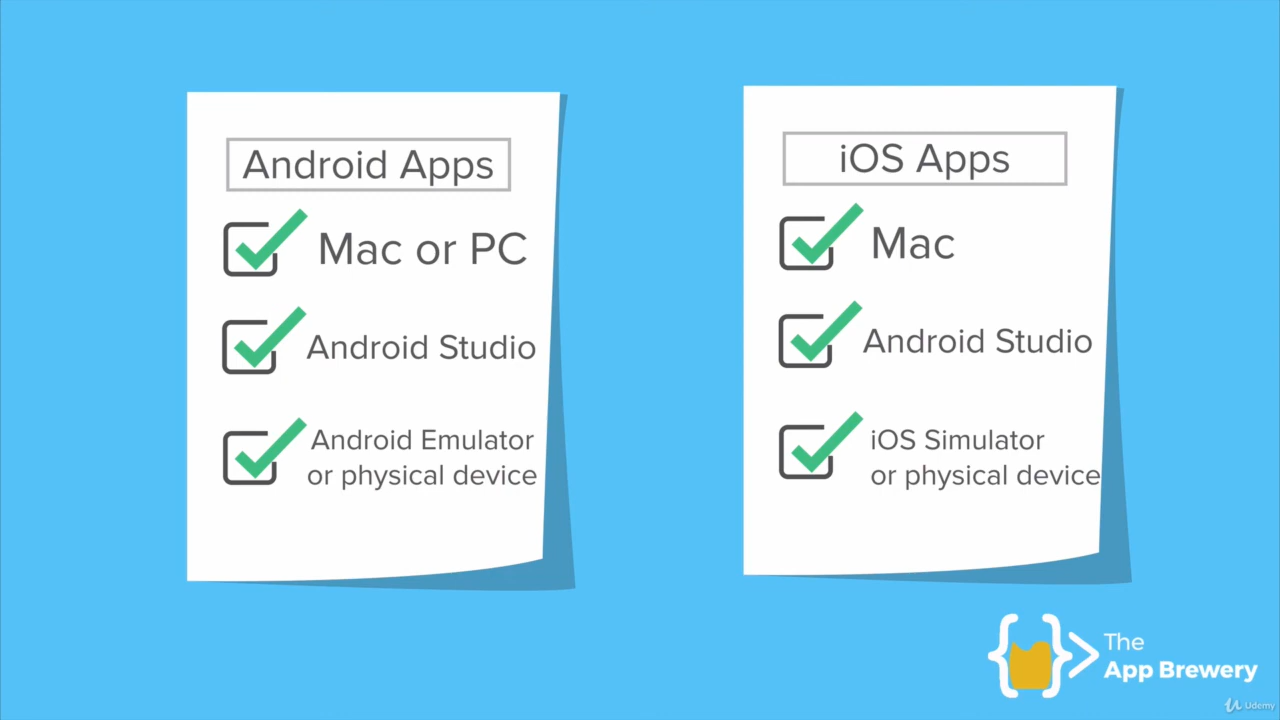 Android Apps
Mac or PC
Android Studio
Android Emulator
or physical device
iOS Apps
Mac
Android Studio
iOS Simulator
or physical device
The
App Brewery
Udemy